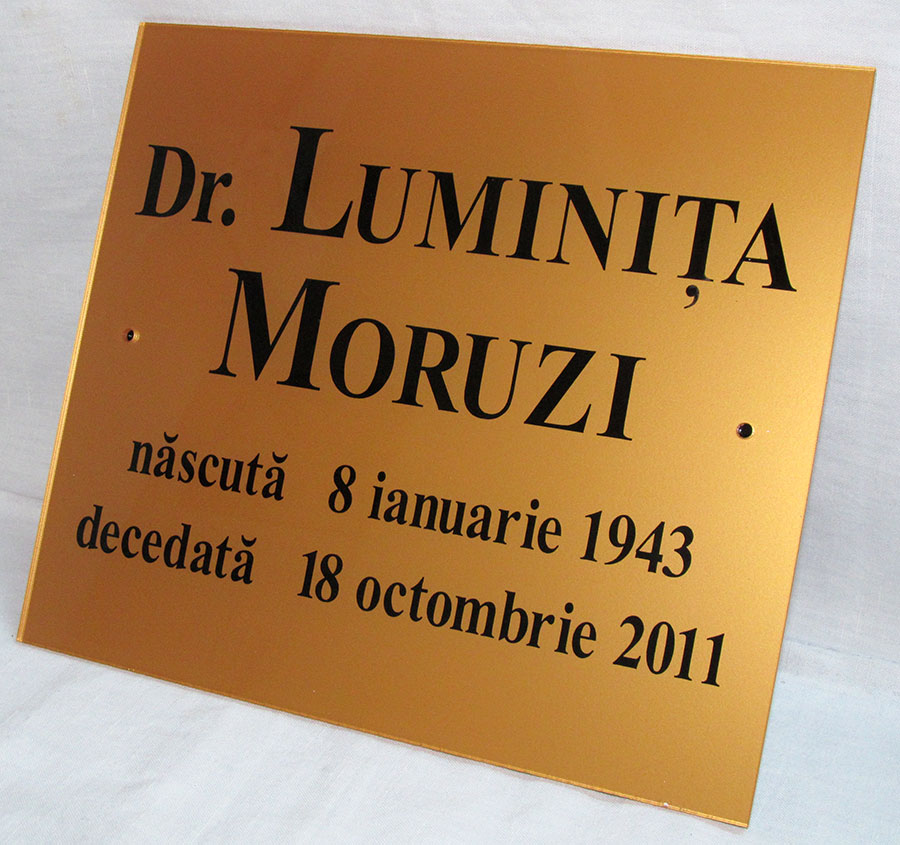 Dr. LUMINIȚA
MORUZI
născută 8 ianuarie 1943
decedată 18 octombrie 2011